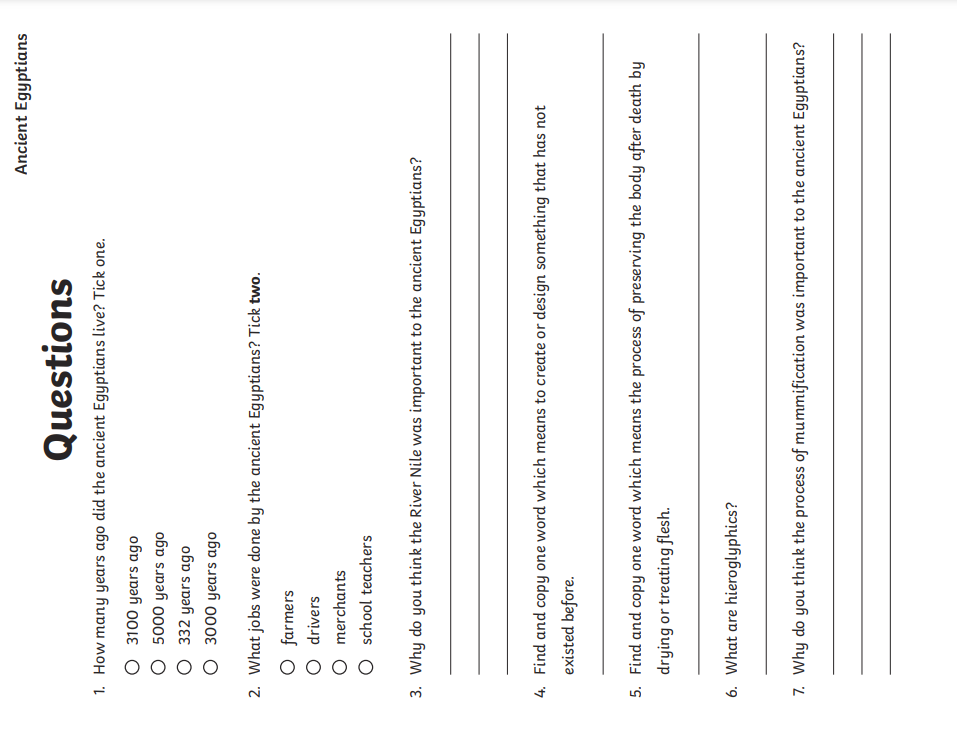 Ancient Egyptians
Questions
1. How many years ago did the ancient Egyptians live? Tick one.
3100 years ago
5000 years ago
332 years ago
3000 years ago
2. What jobs were done by the ancient Egyptians? Tick two.
farmers
drivers
merchants
school teachers
3. Why do you think the River Nile was important to the ancient Egyptians?
4. Find and copy one word which means to create or design something that has not
existed before.
5. Find and copy one word which means the process of preserving the body after death by
drying or treating flesh.
6. What are hieroglyphics?
7. Why do you think the process of mummification was important to the ancient Egyptians?